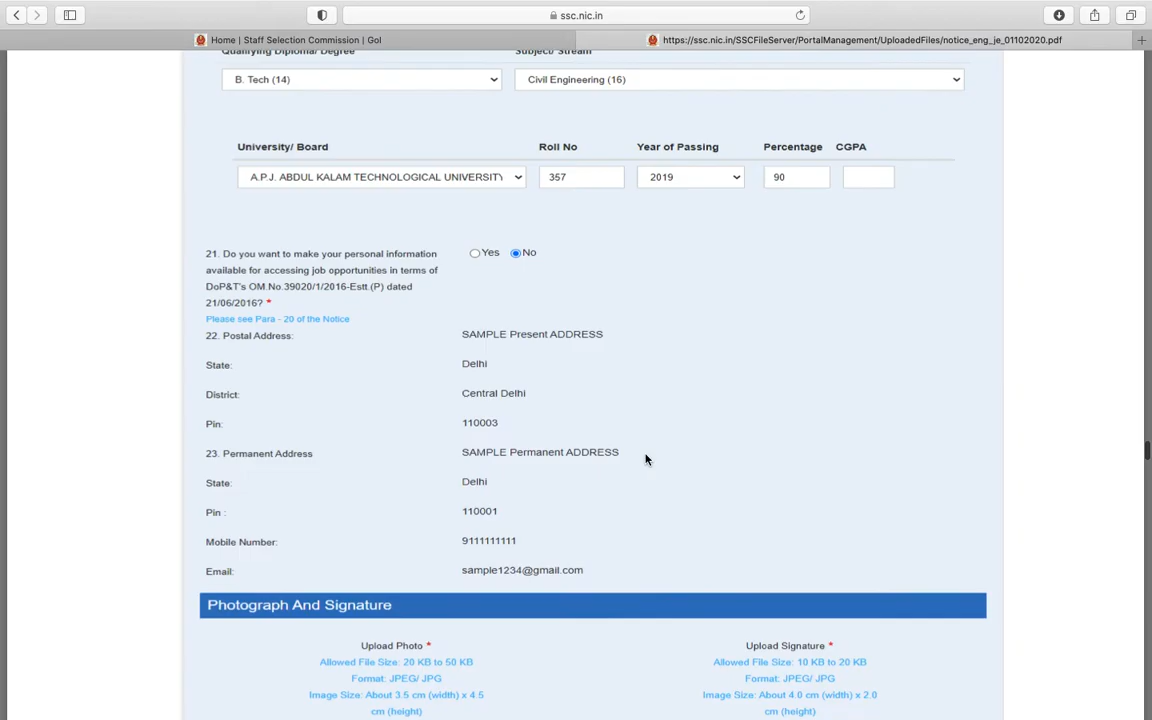 ssc.nic.in
Home | Staff Selection Commission | GoI
https://ssc.nic.in/SSCFileServer/PortalManagement/UploadedFiles/notice_eng_je_01102020.pdf
Qualifying Diploma/ Degree Subject/ Stream
B. Tech (14) Civil Engineering (16)
University/ Board Roll No Year of Passing Percentage CGPA
A.P.J. ABDUL KALAM TECHNOLOGICAL UNIVERSITY 357 2019 90
21. Do you want to make your personal information Yes No
available for accessing job opportunities in terms of
DoP&T's OM.No.39020/1/2016-Estt.(P) dated
21/06/2016? *
Please see Para - 20 of the Notice
22. Postal Address: SAMPLE Present ADDRESS
State: Delhi
District: Central Delhi
Pin: 110003
23. Permanent Address SAMPLE Permanent ADDRESS
State: Delhi
Pin : 110001
Mobile Number: 9111111111
Email: sample1234@gmail.com
Photograph And Signature
Upload Photo * Upload Signature *
Allowed File Size: 20 KB to 50 KB Allowed File Size: 10 KB to 20 KB
Format: JPEG/ JPG Format: JPEG/ JPG
Image Size: About 3.5 cm (width) x 4.5 Image Size: About 4.0 cm (width) x 2.0
cm (height) cm (height)